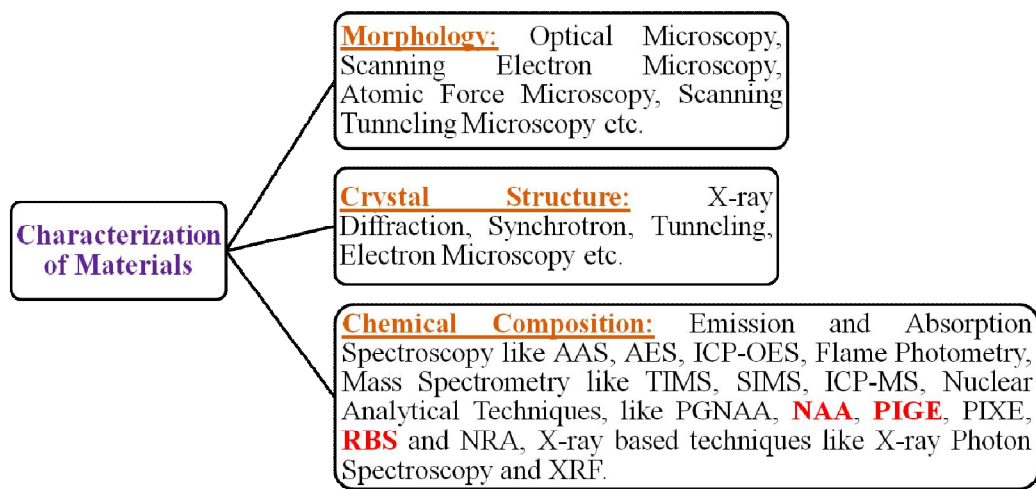 Characterization
of Materials
Morphology: Optical Microscopy,
Scanning Electron Microscopy,
Atomic Force Microscopy, Scanning
Tunneling Microscopy etc.
Crystal Structure: X-ray
Diffraction, Synchrotron, Tunneling,
Electron Microscopy etc.
Chemical Composition: Emission and Absorption
Spectroscopy like AAS, AES, ICP-OES, Flame Photometry,
Mass Spectrometry like TIMS, SIMS, ICP-MS, Nuclear
Analytical Techniques, like PGNAA, NAA, PIGE, PIXE,
RBS and NRA, X-ray based techniques like X-ray Photon
Spectroscopy and XRF.